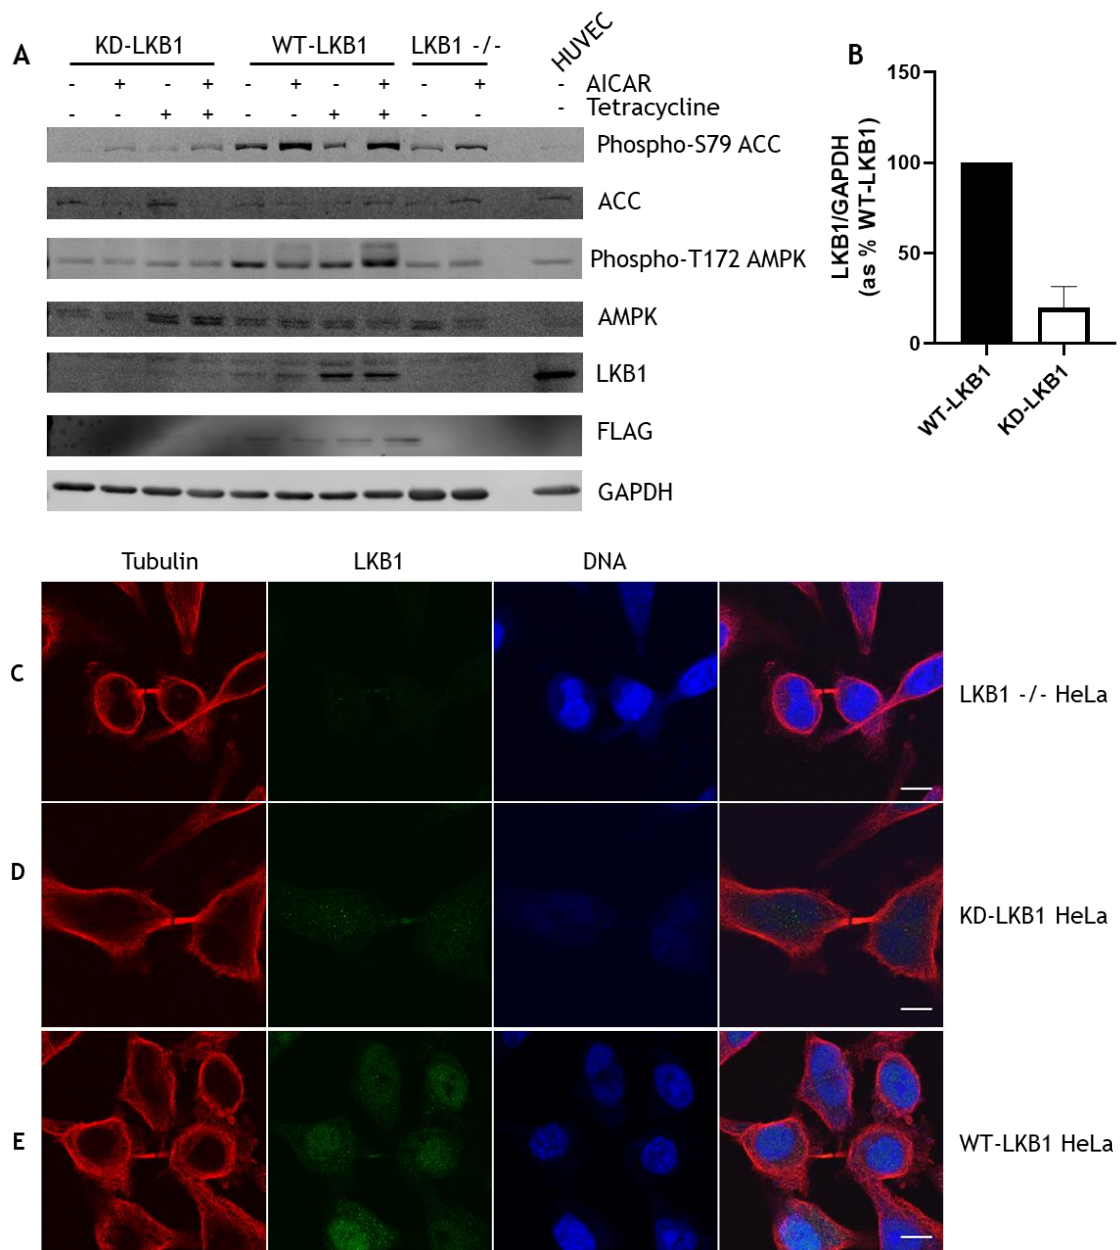 A
KD-LKB1 WT-LKB1 LKB1 -/- HUVEC
- + - + - + - + - + - AICAR
- - + + - - + + - - - Tetracycline
Phospho-S79 ACC
ACC
Phospho-T172 AMPK
AMPK
LKB1
FLAG
GAPDH
B
LKB1/GAPDH
(as % WT-LKB1)
150
100
50
0
WT-LKB1
KD-LKB1
Tubulin LKB1 DNA
C LKB1 -/- HeLa
D KD-LKB1 HeLa
E WT-LKB1 HeLa